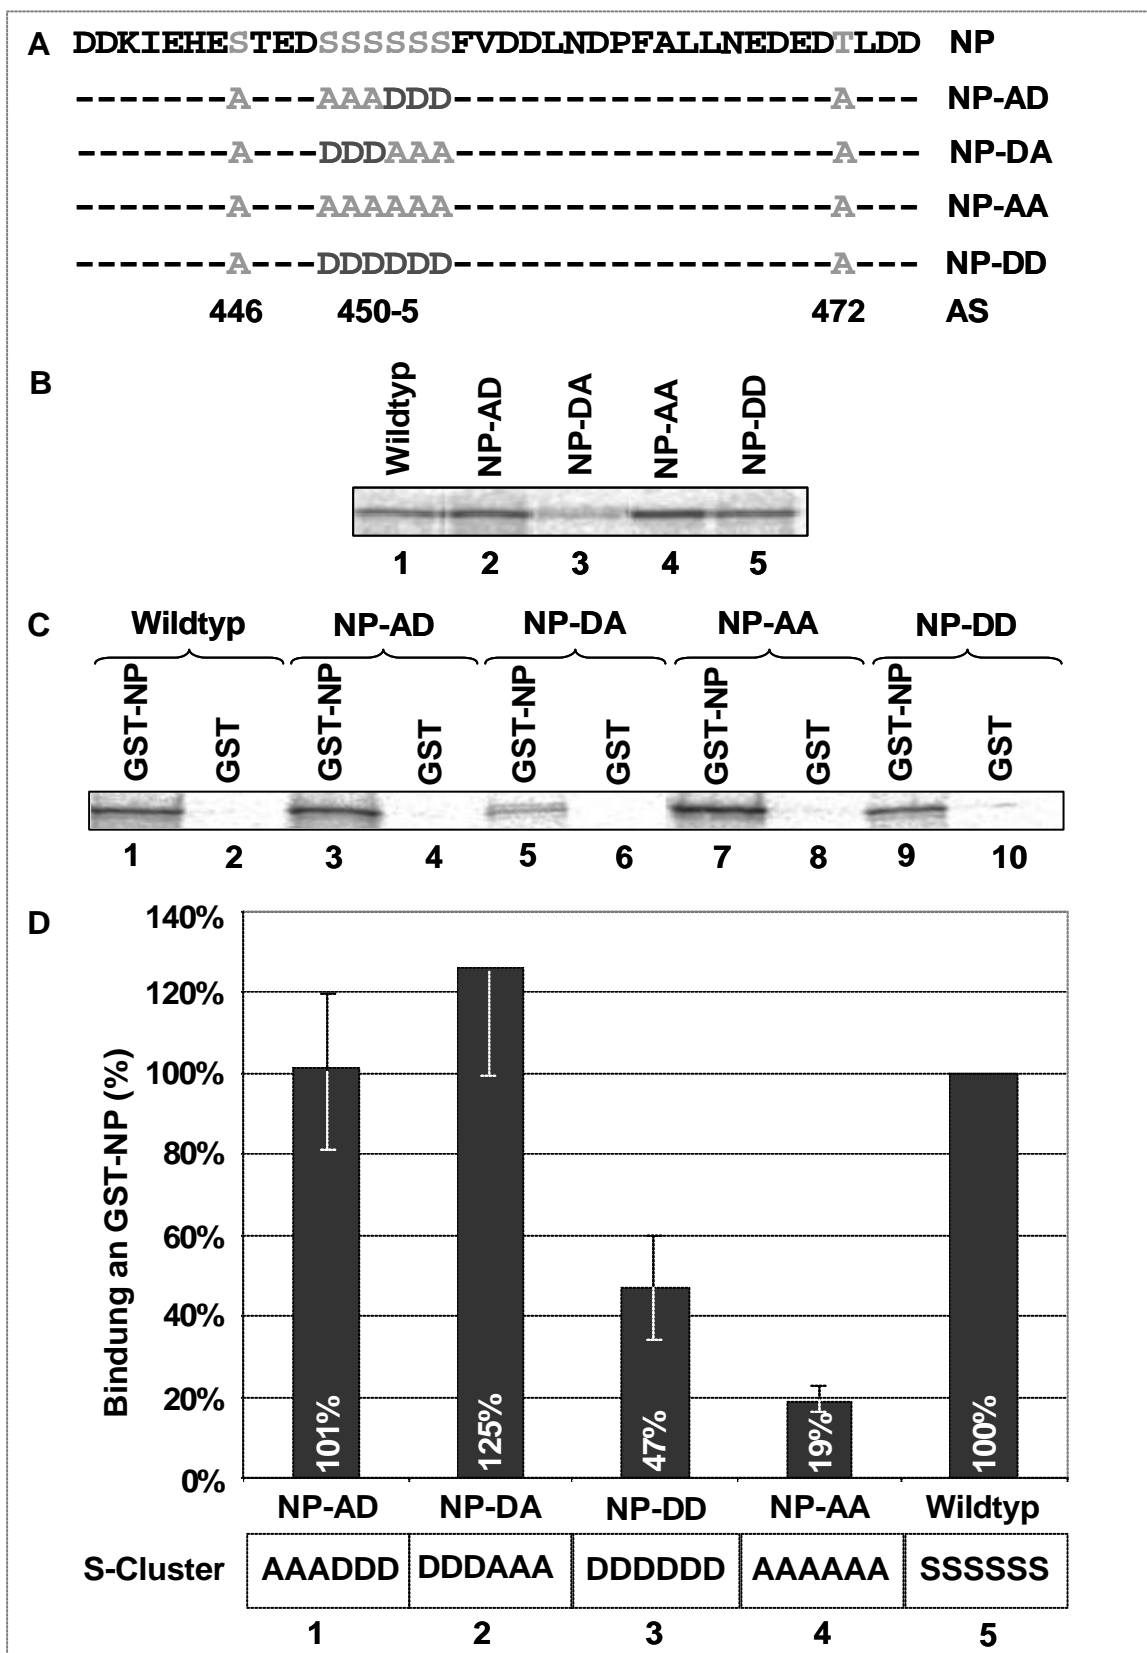 A DDKIEHESTEDSSSSSSFVDDLNDPFALLNEDEDTLDD NP
-------A---AAADDD-----------------A--- NP-AD
-------A---DDDAAA-----------------A--- NP-DA
-------A---AAAAAA-----------------A--- NP-AA
-------A---DDDDDD-----------------A--- NP-DD
446 450-5 472 AS
B
Wildtyp NP-AD NP-DA NP-AA NP-DD
1 2 3 4 5
C Wildtyp NP-AD NP-DA NP-AA NP-DD
GST-NP GST GST-NP GST GST-NP GST GST-NP GST GST-NP GST
1 2 3 4 5 6 7 8 9 10
D
Bindung an GST-NP (%)
140%
120%
100%
80%
60%
40%
20%
0%
101% 125% 47% 19% 100%
NP-AD NP-DA NP-DD NP-AA Wildtyp
S-Cluster AAADDD DDDAAA DDDDDD AAAAAA SSSSSS
1 2 3 4 5